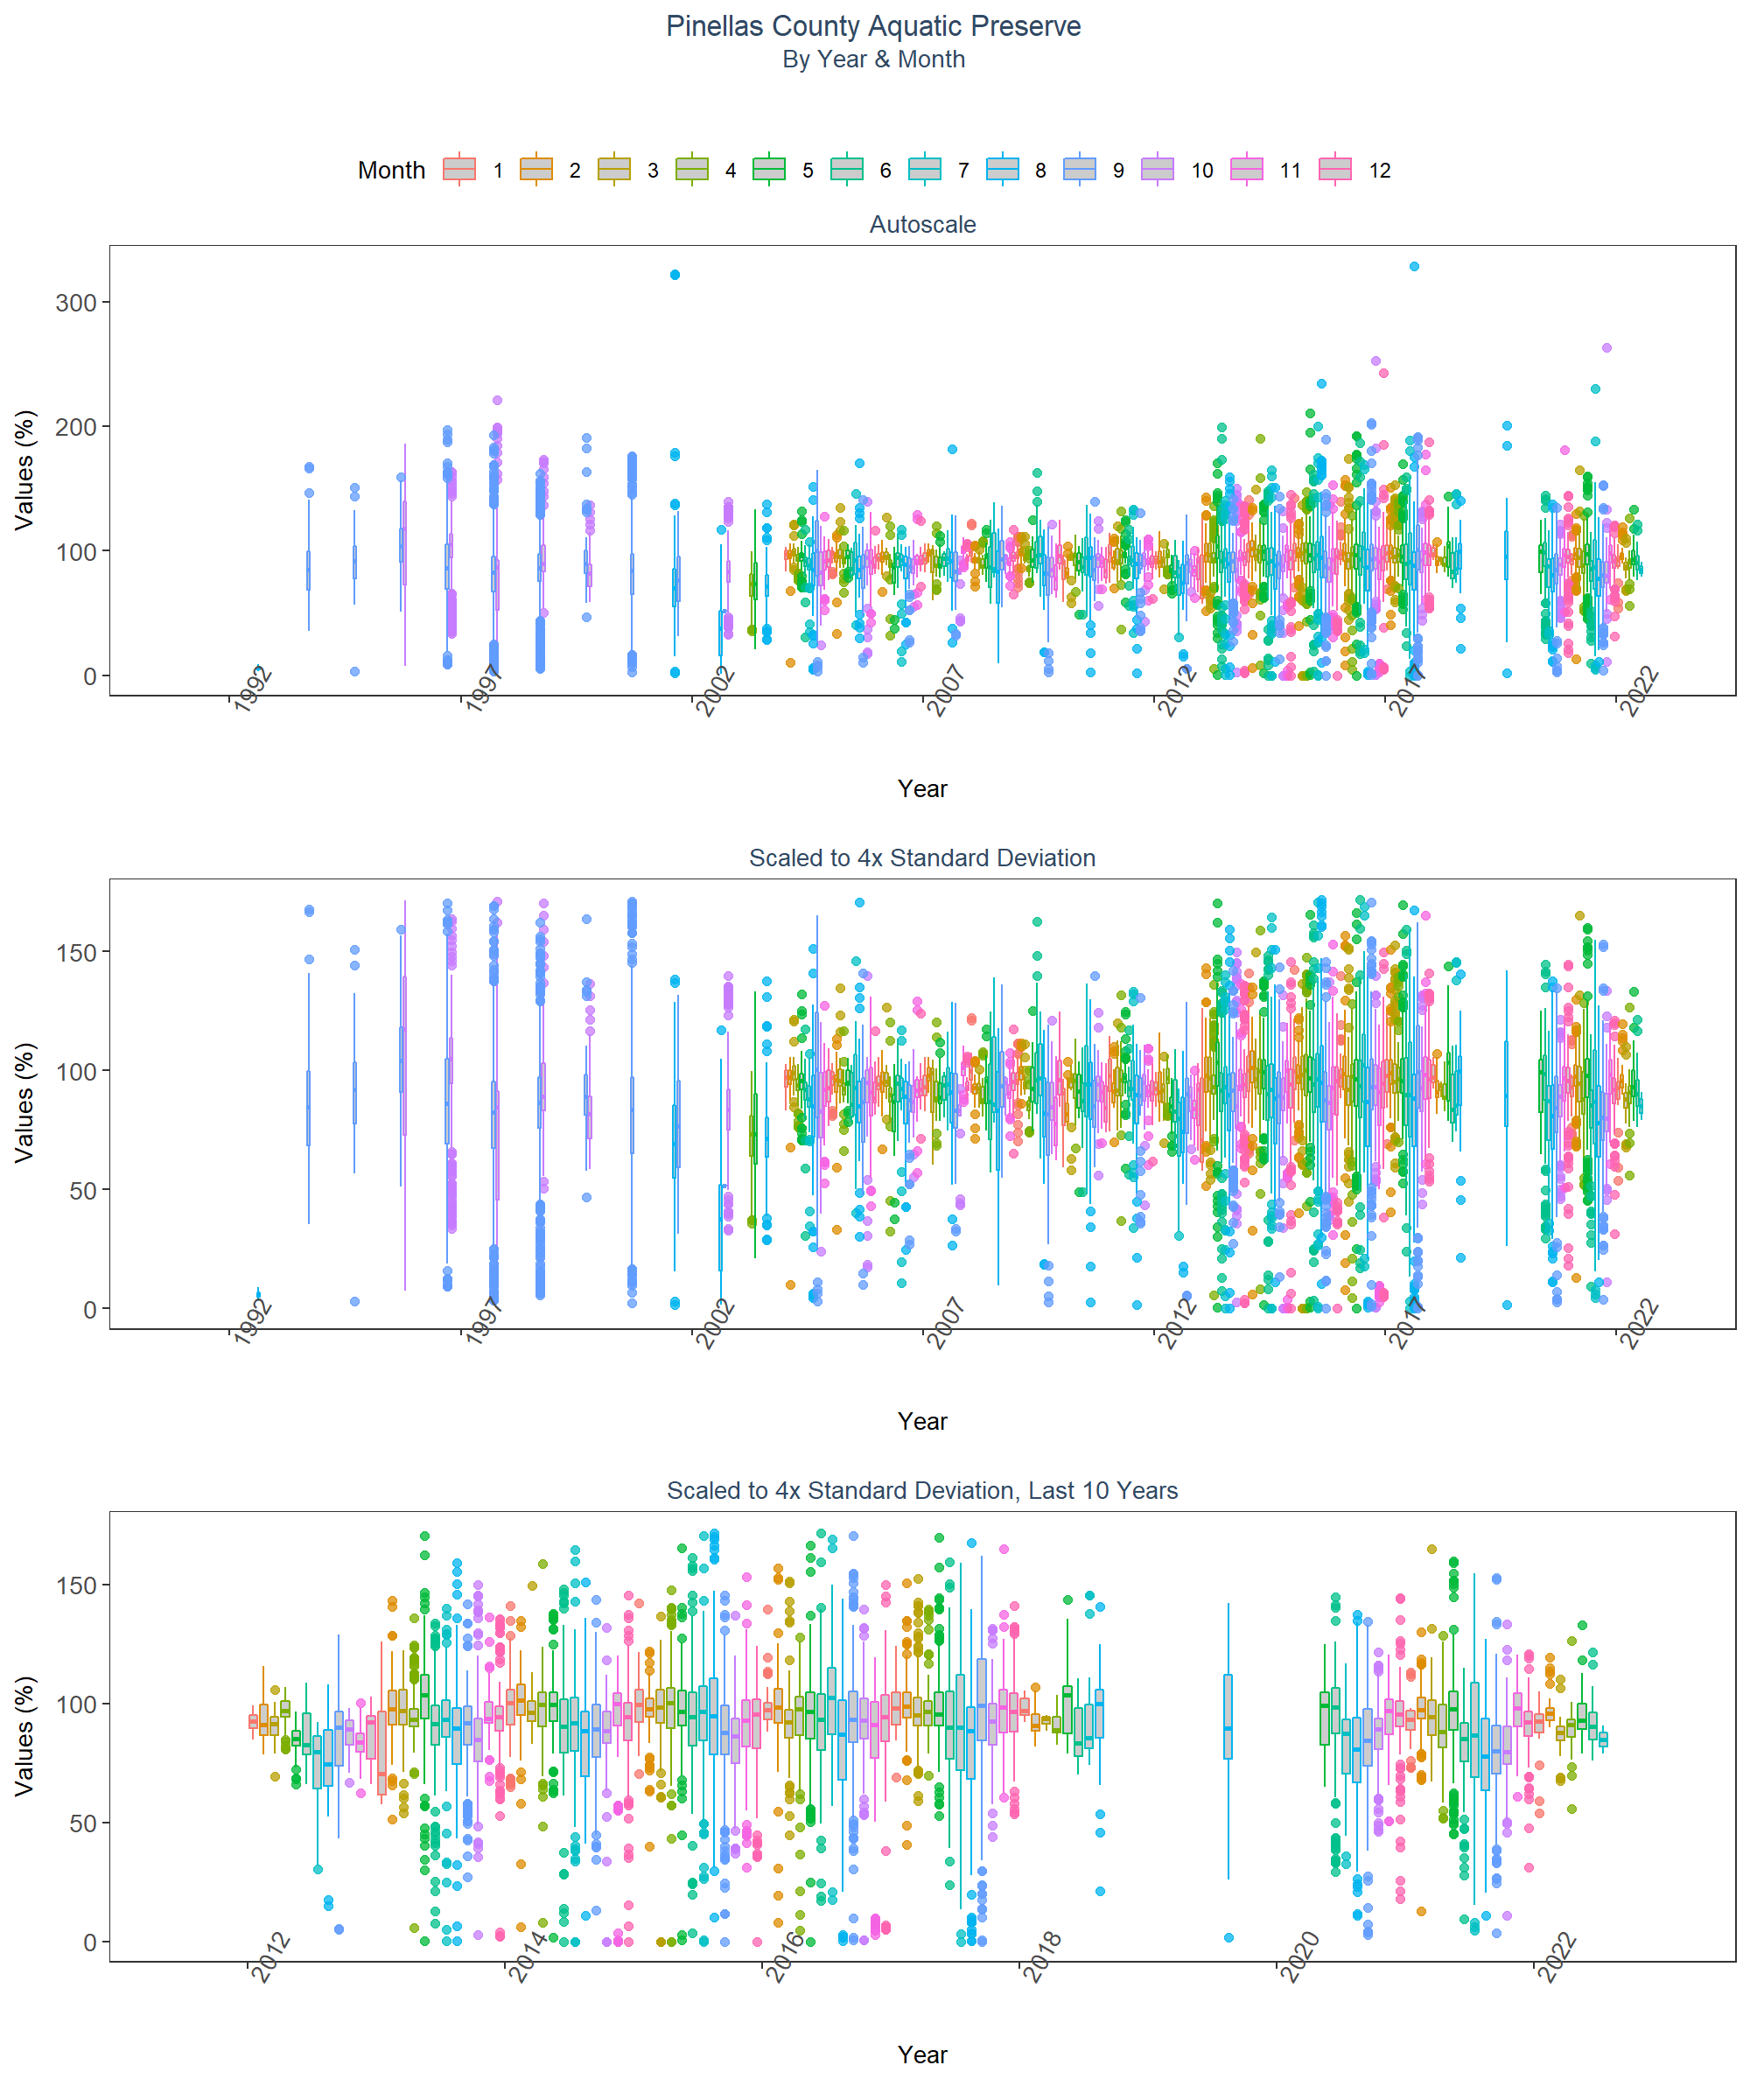 Pinellas County Aquatic Preserve
By Year & Month
Month 1 2 3 4 5 6 7 8 9 10 11 12
Autoscale
Values (%)
300
200
100
0
1992 1997 2002 2007 2012 2017 2022
Year
Scaled to 4x Standard Deviation
Values (%)
150
100
50
0
1992 1997 2002 2007 2012 2017 2022
Year
Scaled to 4x Standard Deviation, Last 10 Years
Values (%)
150
100
50
0
2012 2014 2016 2018 2020 2022
Year